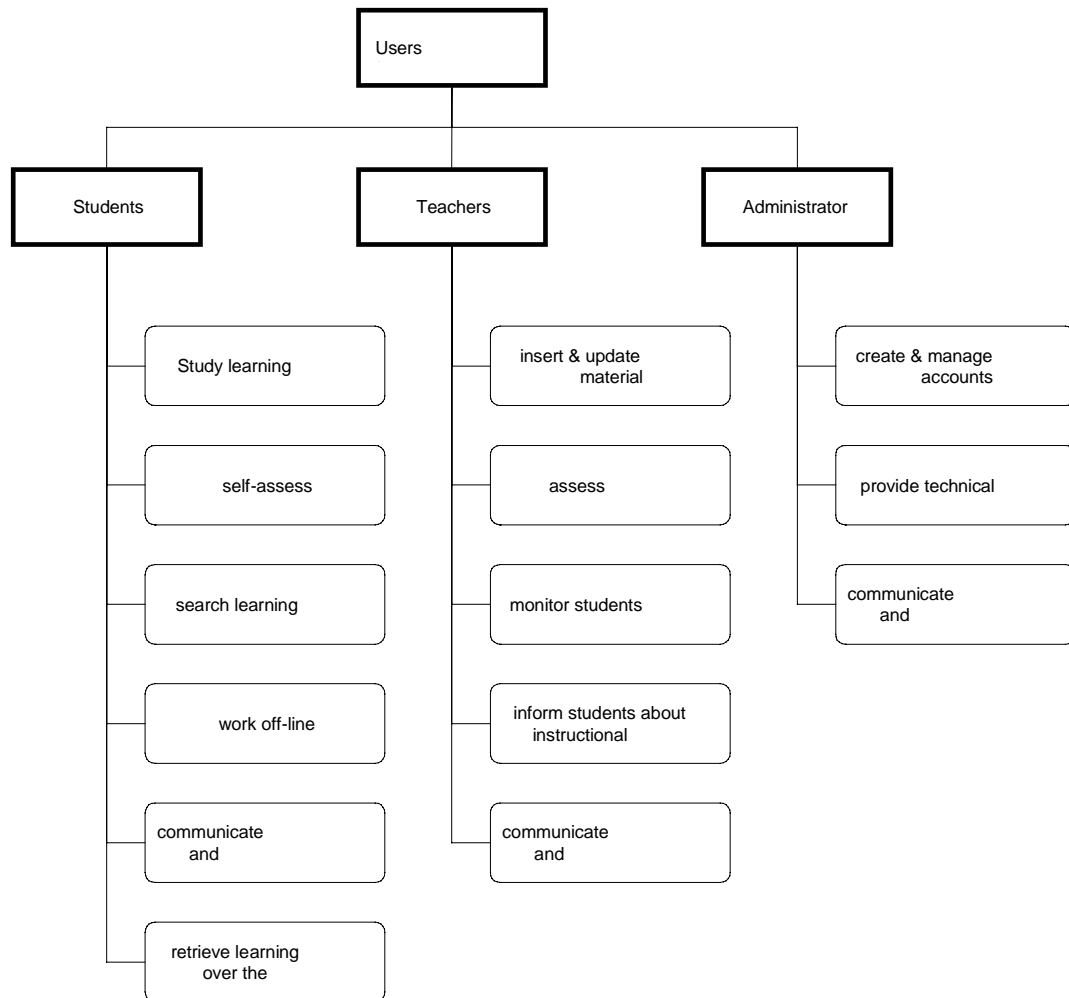 Users
Students
Teachers
Administrator
Study learning
self-assess
search learning
work off-line
communicate
and
retrieve learning
over the
insert & update
material
assess
monitor students
inform students about
instructional
communicate
and
create & manage
accounts
provide technical
communicate
and